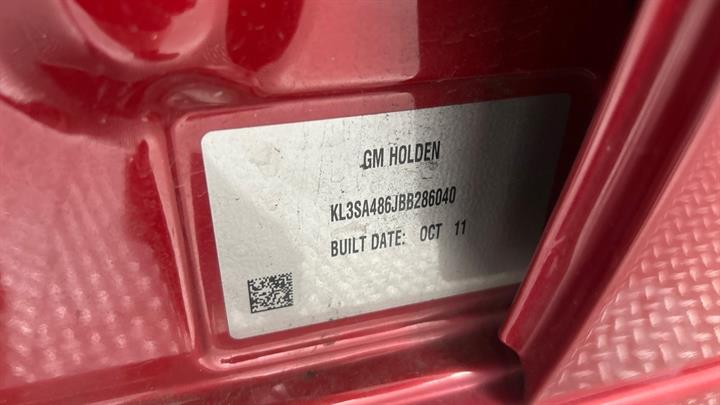 GM HOLDEN
KL3SA486JBB286040
BUILT DATE: OCT 11